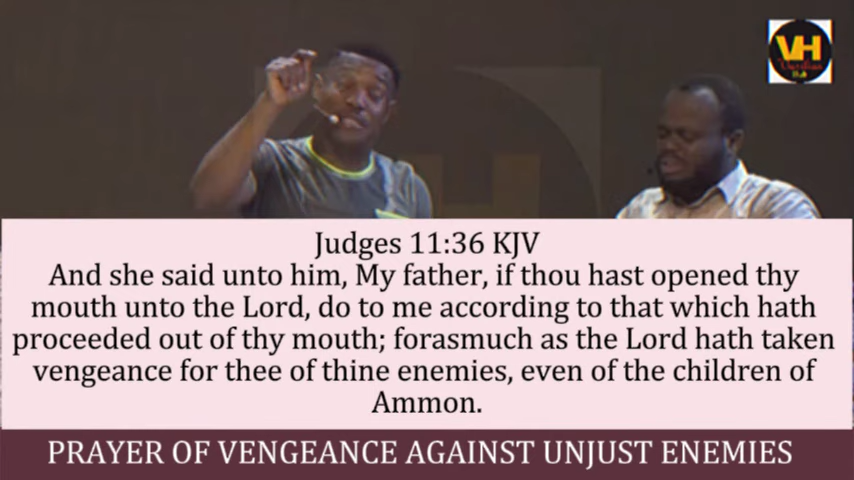 VH
Judges 11:36 KJV
And she said unto him, My father, if thou hast opened thy
mouth unto the Lord, do to me according to that which hath
proceeded out of thy mouth; forasmuch as the Lord hath taken
vengeance for thee of thine enemies, even of the children of
Ammon.
PRAYER OF VENGEANCE AGAINST UNJUST ENEMIES